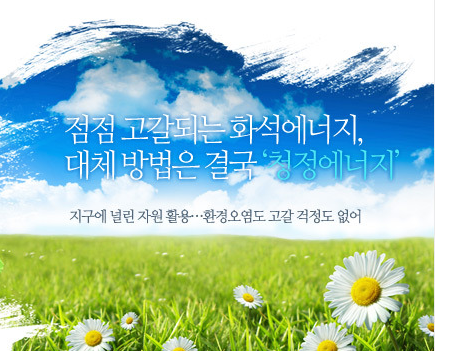 점점 고갈되는 화석에너지,
대체 방법은 결국 ‘청정에너지’
지구에 널린 자원 활용…환경오염도 고갈 걱정도 없어